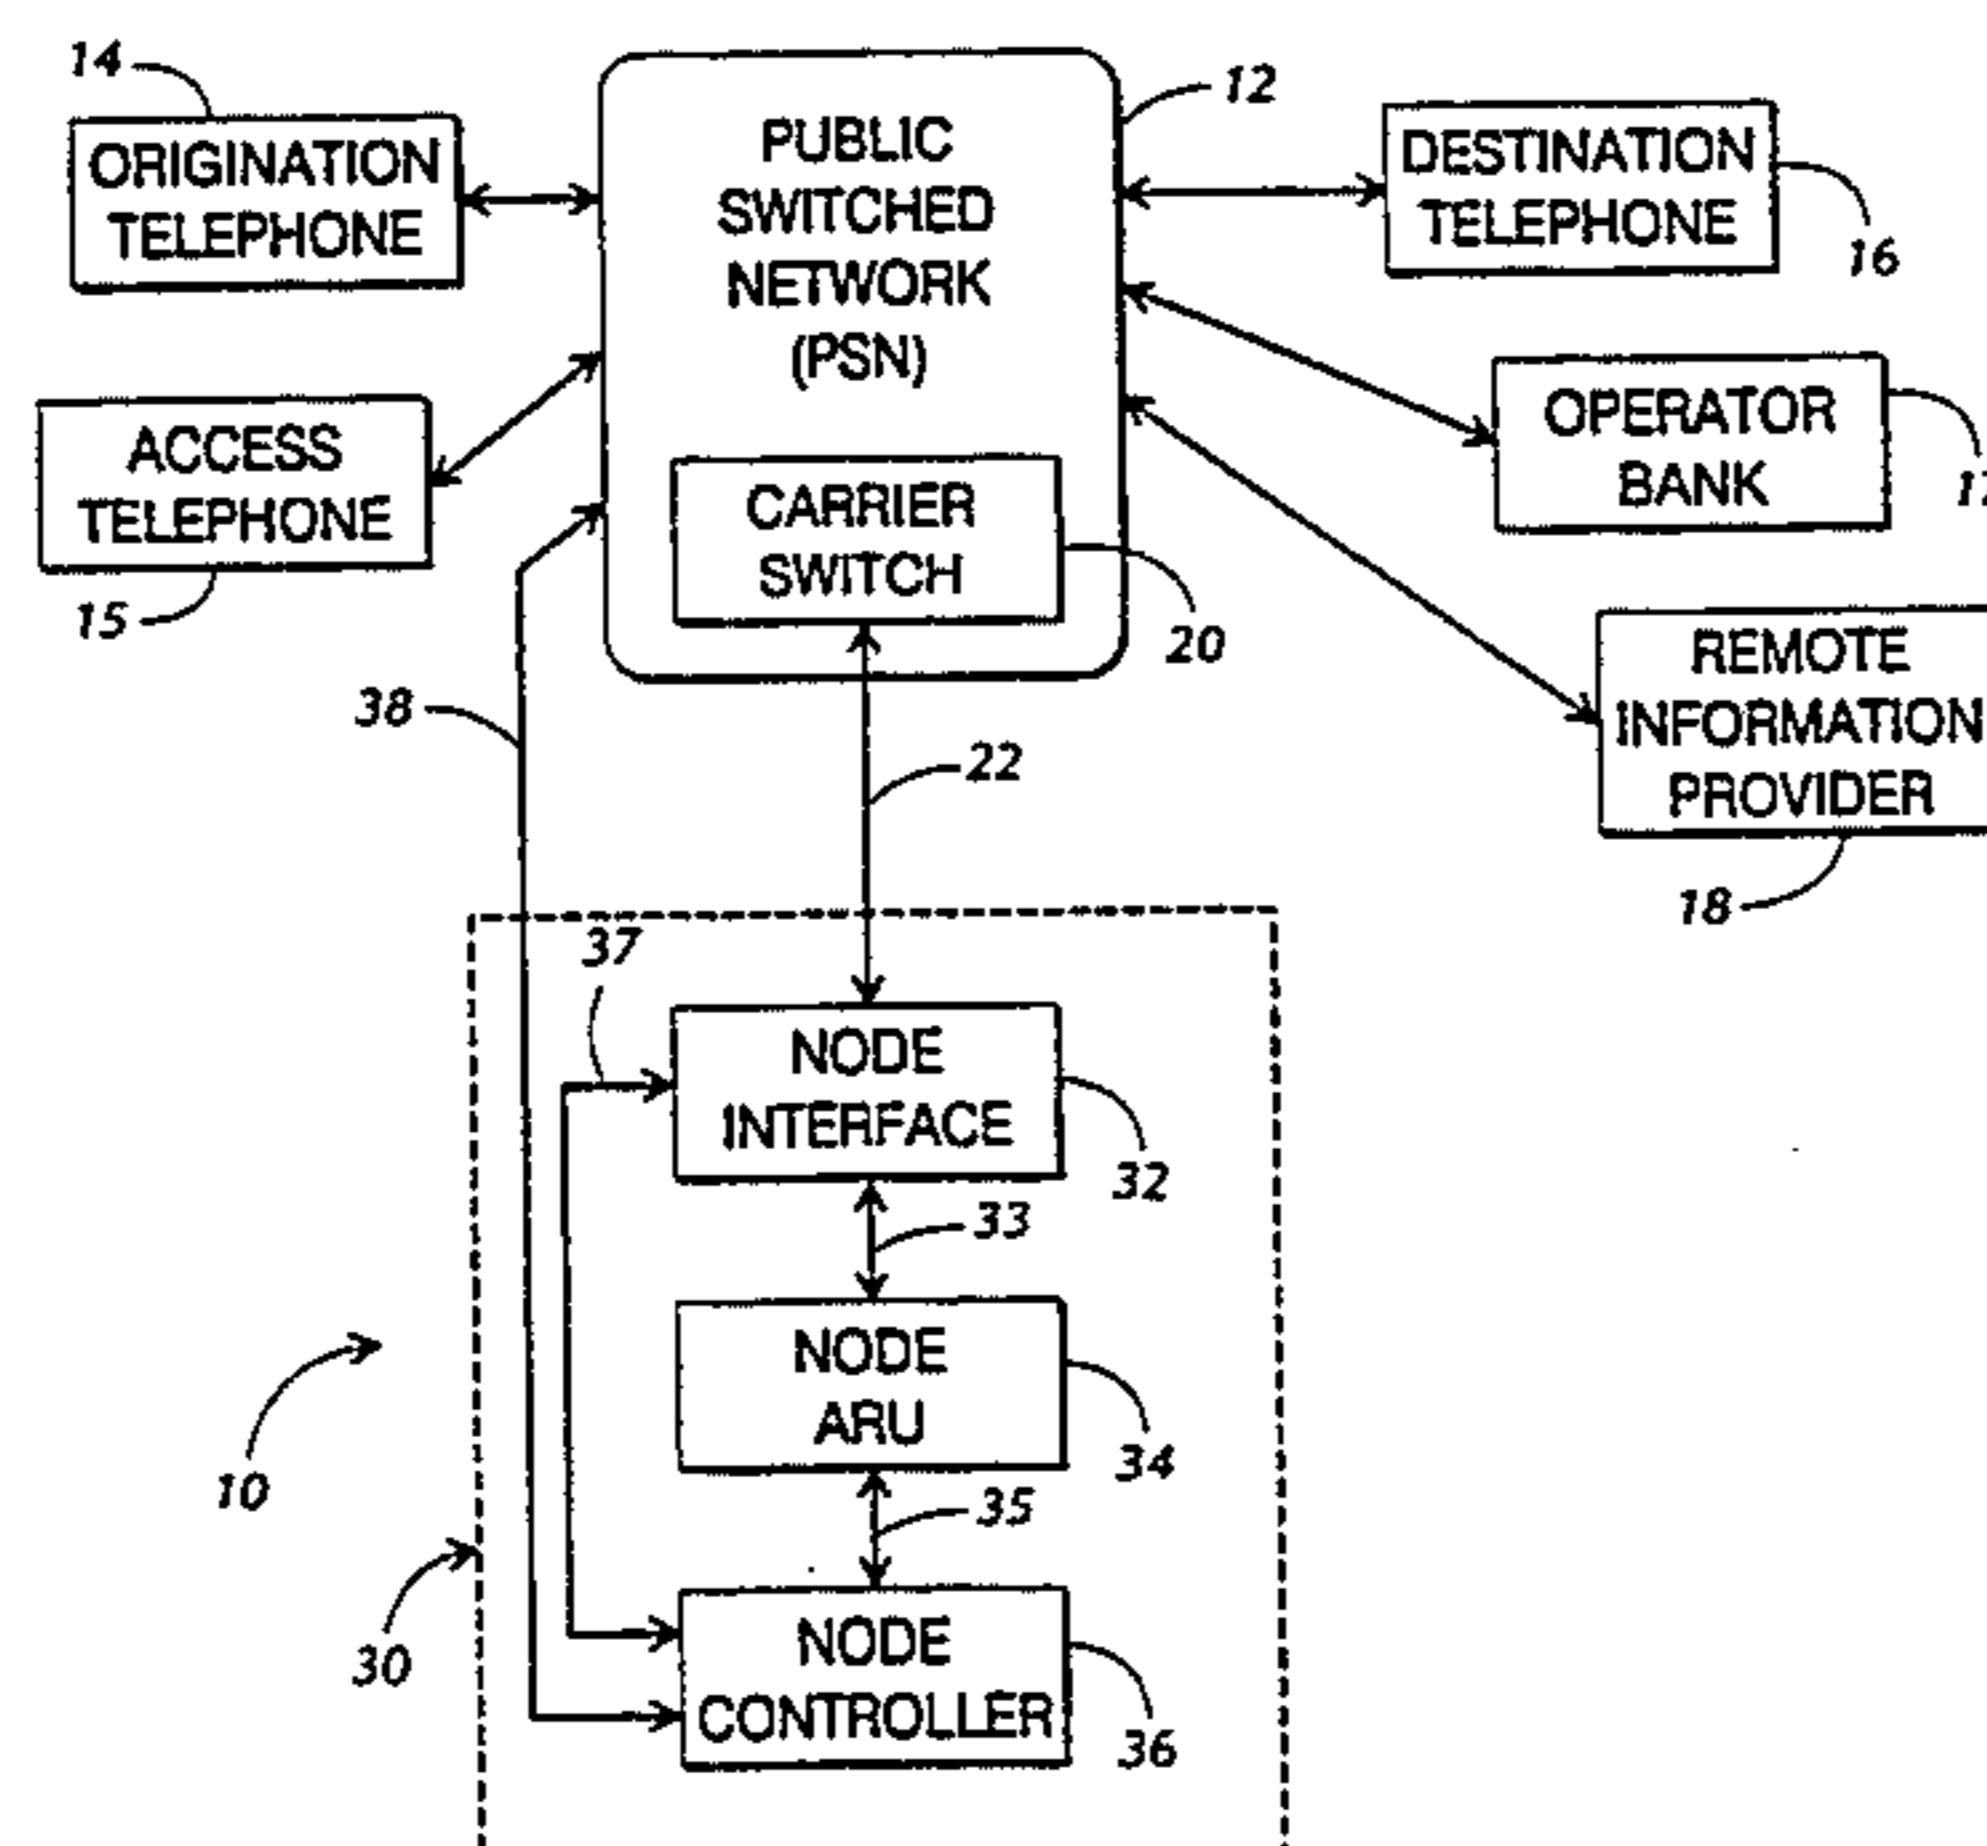 14
ORIGINATION
TELEPHONE
ACCESS
TELEPHONE
15
PUBLIC
SWITCHED
NETWORK
(PSN)
12
CARRIER
SWITCH
20
DESTINATION
TELEPHONE
16
OPERATOR
BANK
REMOTE
INFORMATION
PROVIDER
18
38
22
37
NODE
INTERFACE
32
33
NODE
ARU
34
35
NODE
CONTROLLER
36
10
30